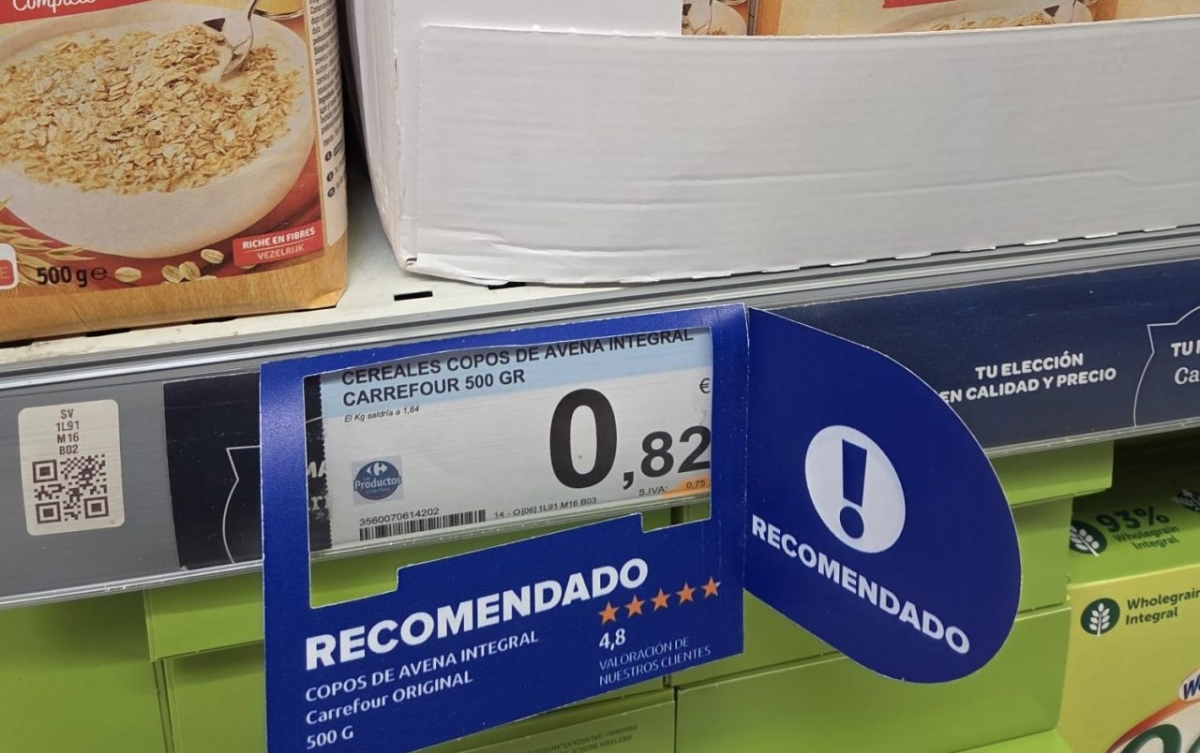 Complet
RICHE EN FIBRES
VEZELRIJK
500 g e
SV
1L91
M16
B02
CEREALES COPOS DE AVENA INTEGRAL
CARREFOUR 500 GR
El Kg saldría a 1,64
€
0,82
Productos
S.IVA: 0,75
3560070614202
14 - O[06] 1L91 M16 B03
RECOMENDADO
COPOS DE AVENA INTEGRAL
Carrefour ORIGINAL
500 G
4,8
VALORACIÓN DE
NUESTROS CLIENTES
RECOMENDADO
TU ELECCIÓN
EN CALIDAD Y PRECIO
TU
Ca
93%
Wholegrain
Integral
Wholegrain
Integral